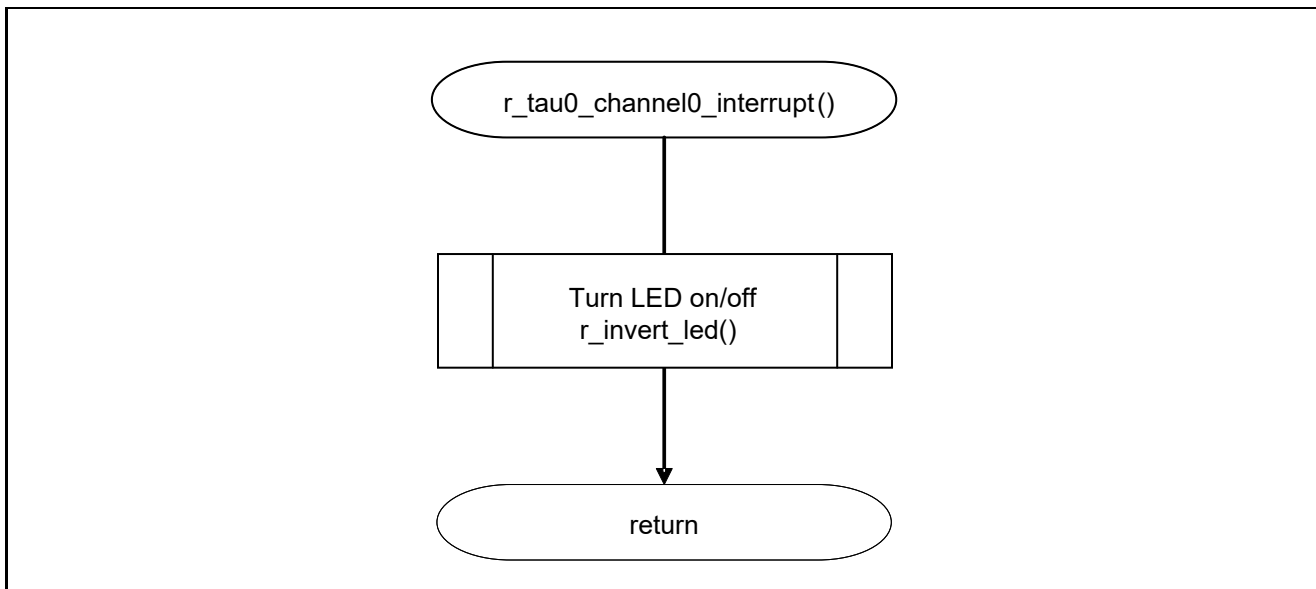 r_tau0_channel0_interrupt()
Turn LED on/off
r_invert_led()
return